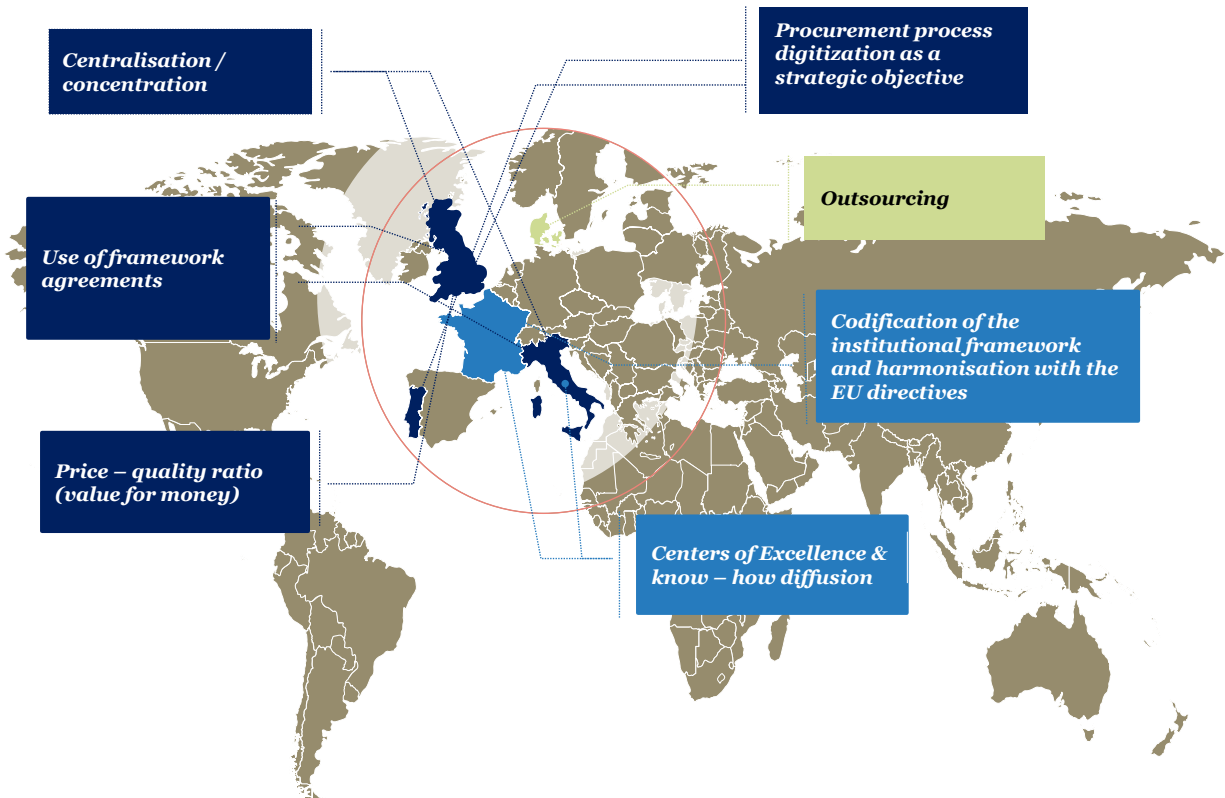 Centralisation /
concentration
Procurement process
digitization as a
strategic objective
Outsourcing
Use of framework
agreements
Codification of the
institutional framework
and harmonisation with the
EU directives
Price – quality ratio
(value for money)
Centers of Excellence &
know – how diffusion